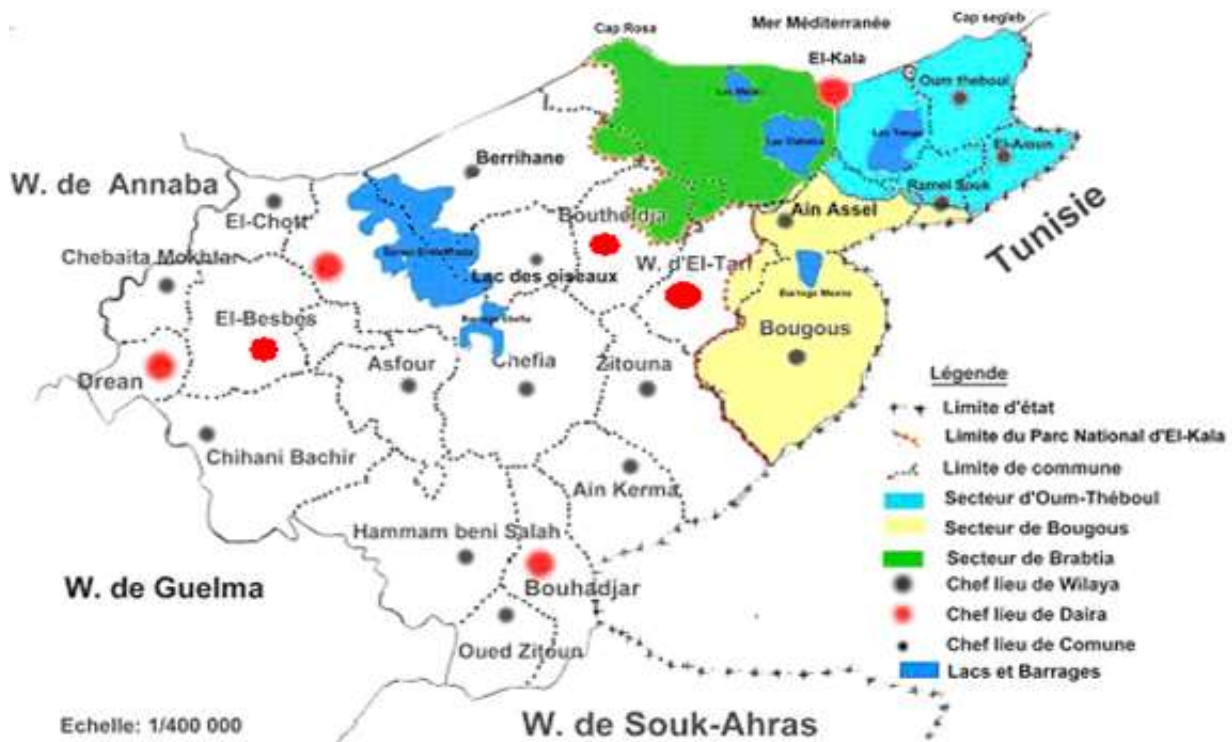 Cap Rosa
Mer Méditerranée
Cap segleb
El-Kala
Oum theboul
El-Aioun
Ramel Souk
Berrihane
W. de Annaba
El-Chott
Boutheldja
Ain Assel
Tunisie
Chebaita Mokhtar
Lac des oiseaux
W. d'El-Tarf
El-Besbes
Bougous
Drean
Asfour
Chefia
Zitouna
Chihani Bachir
Ain Kerma
Hammam beni Salah
W. de Guelma
Bouhadjar
Oued Zitoun
Echelle: 1/400 000
W. de Souk-Ahras
Légende
Limite d'état
Limite du Parc National d'El-Kala
Limite de commune
Secteur d'Oum-Théboul
Secteur de Bougous
Secteur de Brabtia
Chef lieu de Wilaya
Chef lieu de Daira
Chef lieu de Comune
Lacs et Barrages